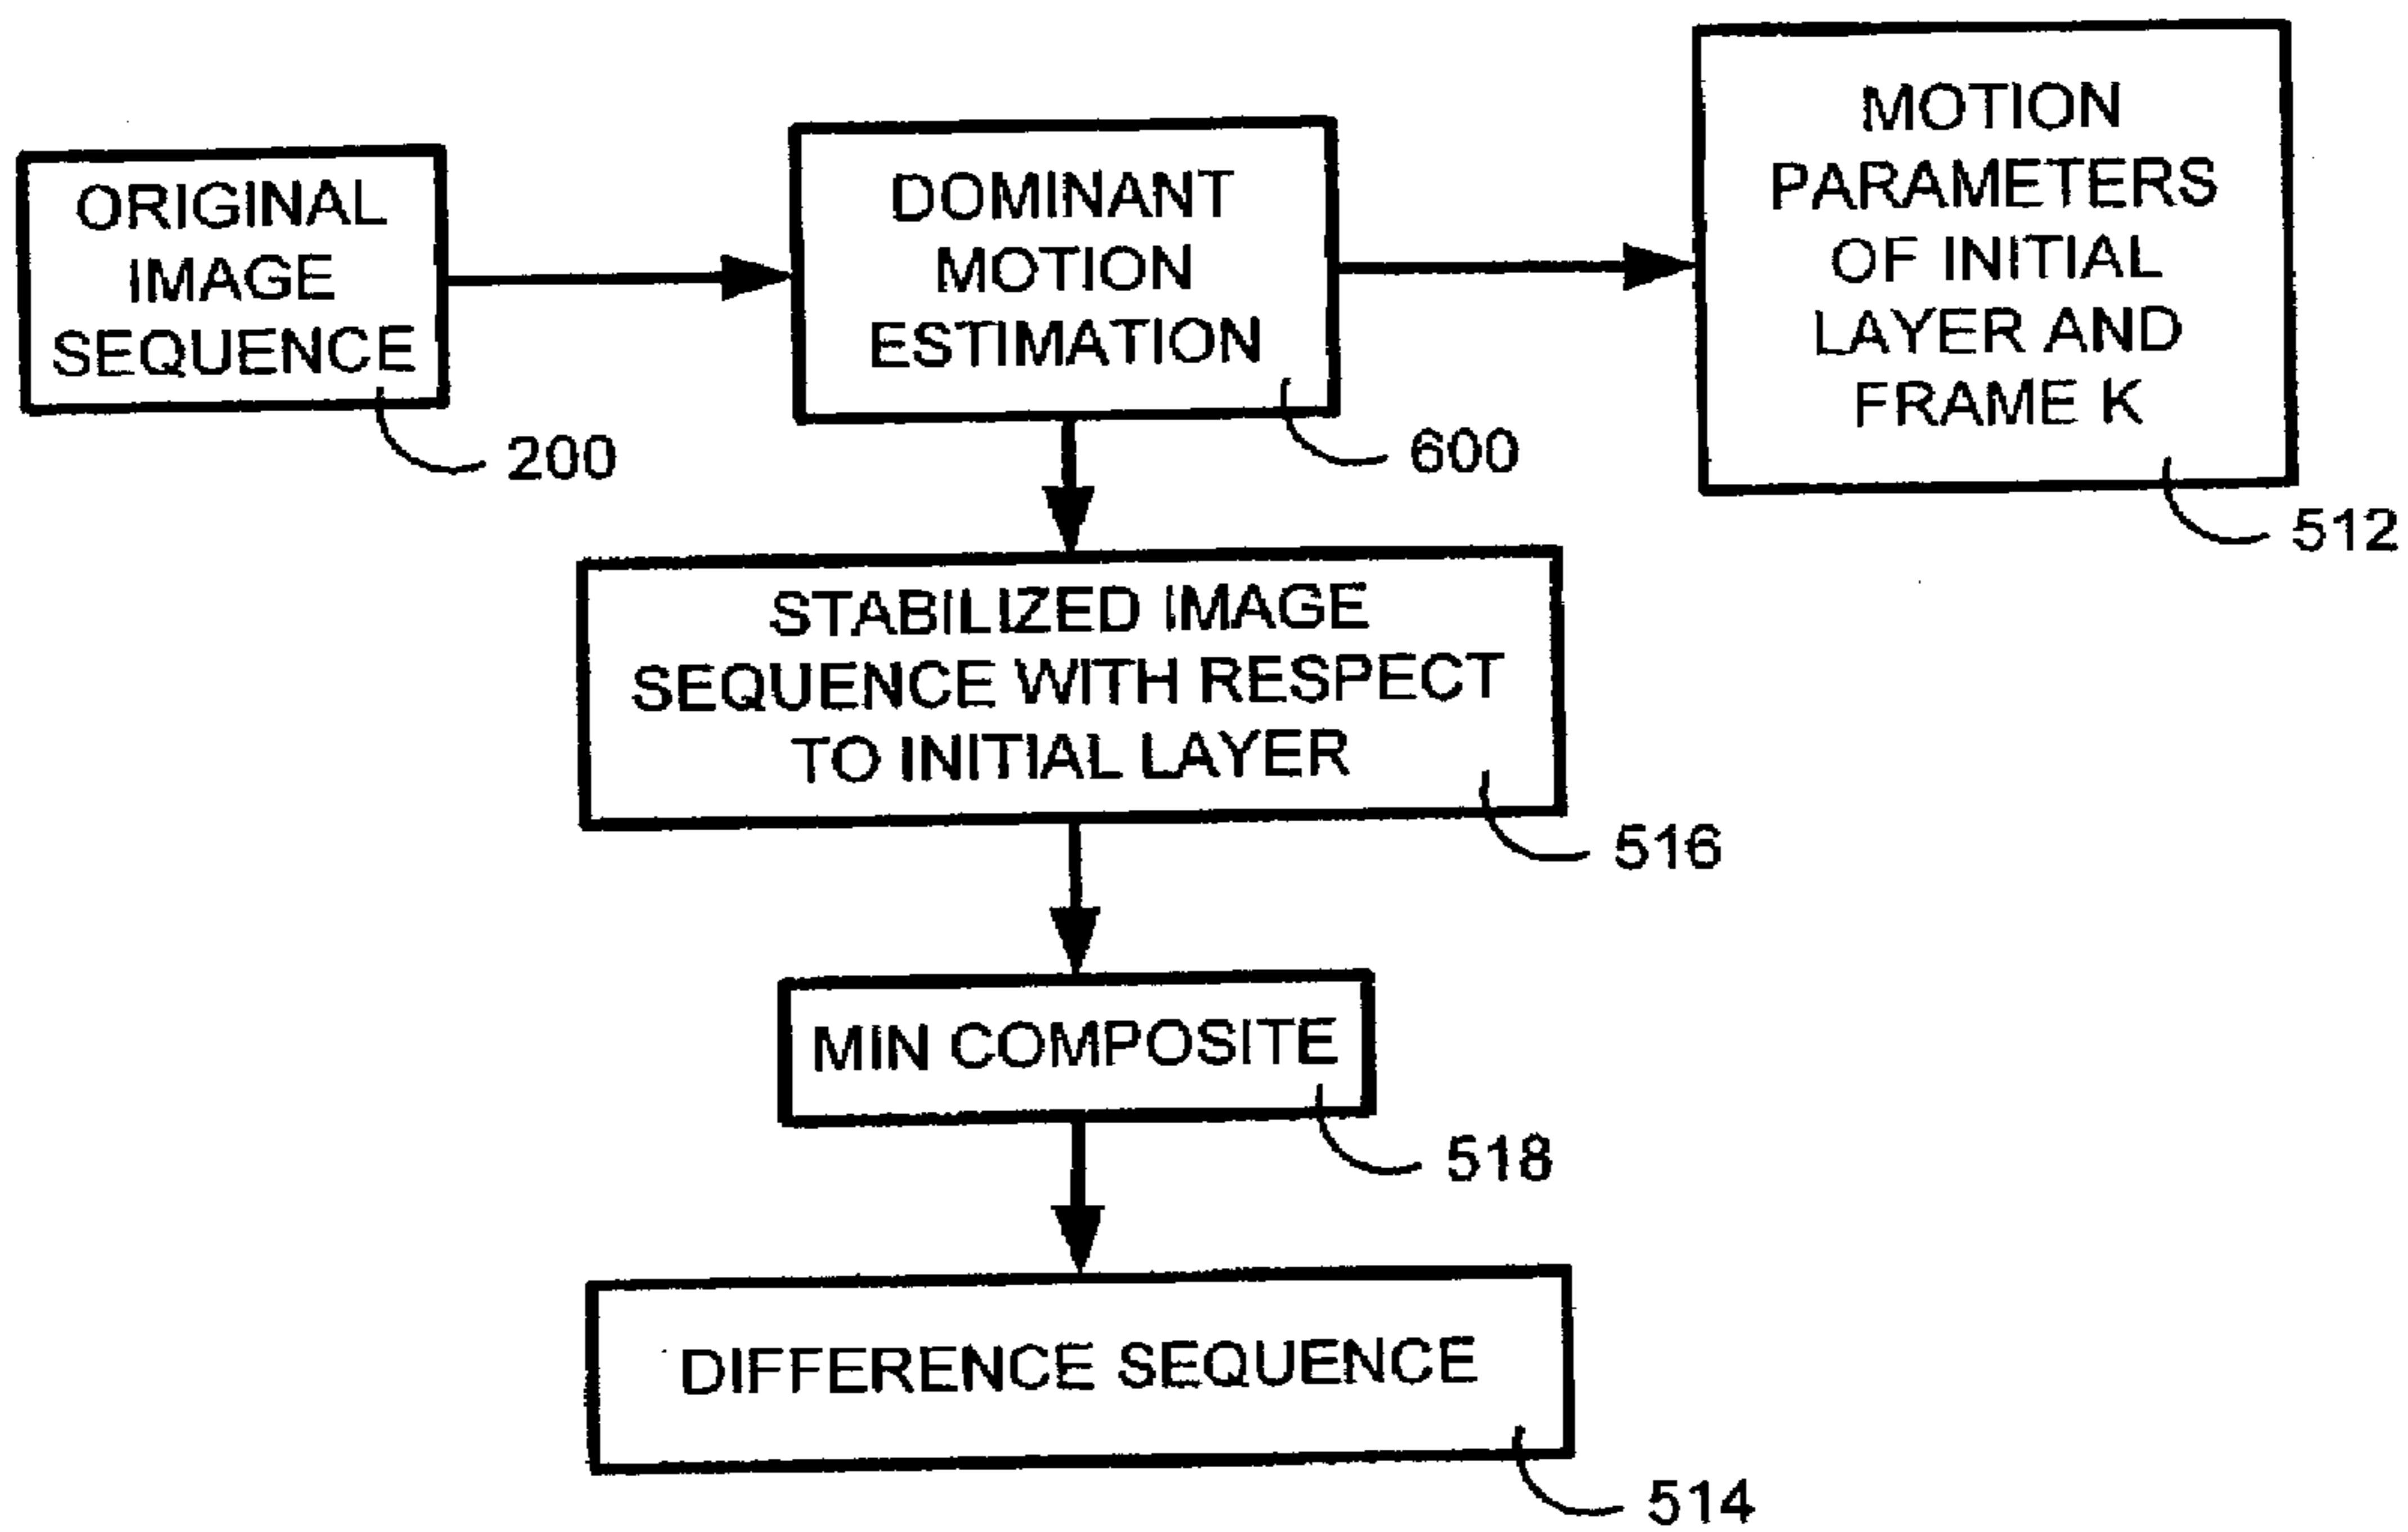 ORIGINAL
IMAGE
SEQUENCE
200
DOMINANT
MOTION
ESTIMATION
600
MOTION
PARAMETERS
OF INITIAL
LAYER AND
FRAME K
512
STABILIZED IMAGE
SEQUENCE WITH RESPECT
TO INITIAL LAYER
516
MIN COMPOSITE
518
DIFFERENCE SEQUENCE
514